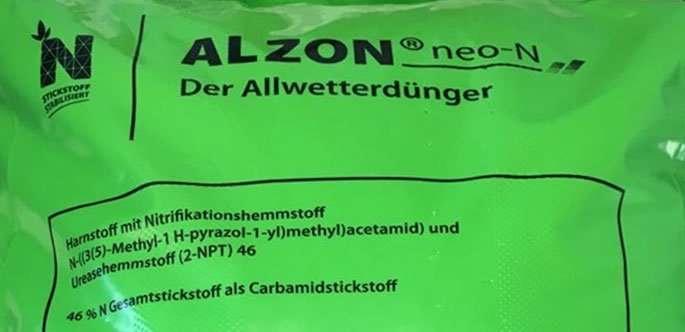 N
STICKSTOFF
STABILISIERT
ALZON® neo-N
Der Allwetterdünger
Harnstoff mit Nitrifikationshemmstoff
N-((3(5)-Methyl-1 H-pyrazol-1-yl)methyl)acetamid) und
Ureasehemmstoff (2-NPT) 46
46 % N Gesamtstickstoff als Carbamidstickstoff